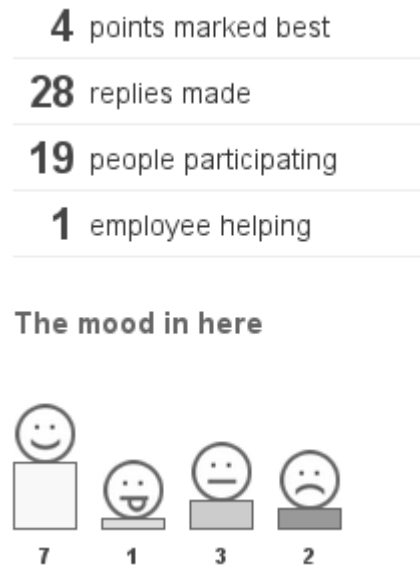 4 points marked best
28 replies made
19 people participating
1 employee helping
The mood in here
7 1 3 2